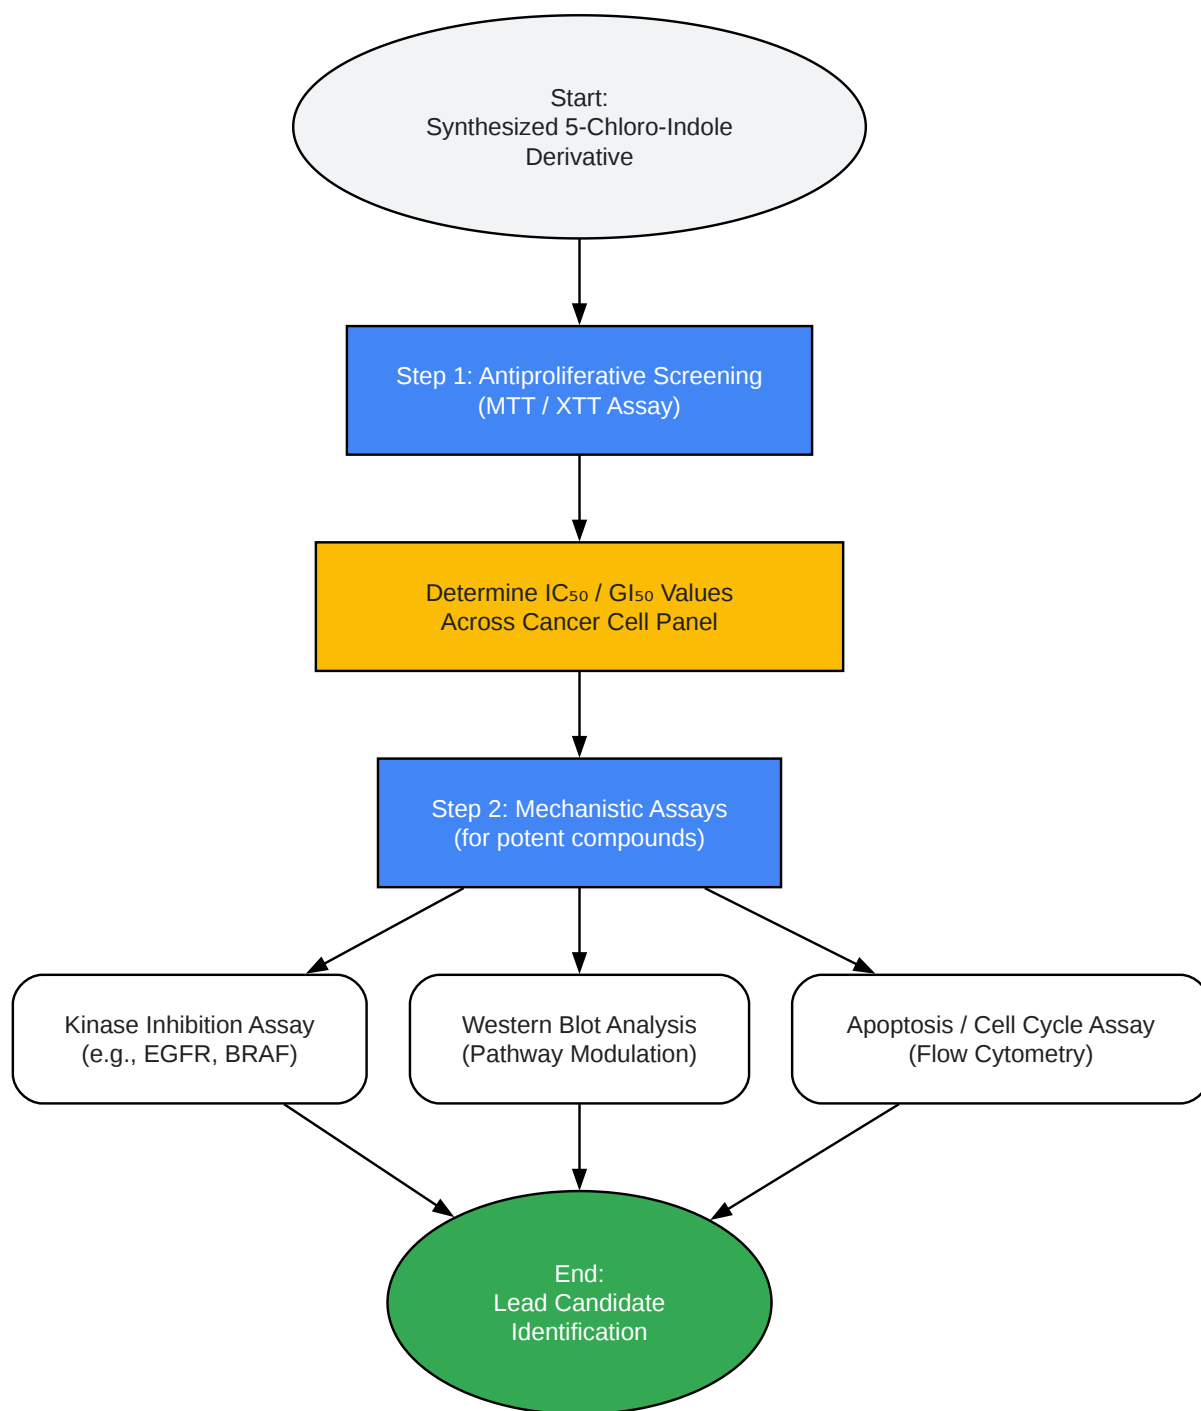 Start:
Synthesized 5-Chloro-Indole
Derivative
Step 1: Antiproliferative Screening
(MTT / XTT Assay)
Determine IC₅₀ / GI₅₀ Values
Across Cancer Cell Panel
Step 2: Mechanistic Assays
(for potent compounds)
Kinase Inhibition Assay
(e.g., EGFR, BRAF)
Western Blot Analysis
(Pathway Modulation)
Apoptosis / Cell Cycle Assay
(Flow Cytometry)
End:
Lead Candidate
Identification